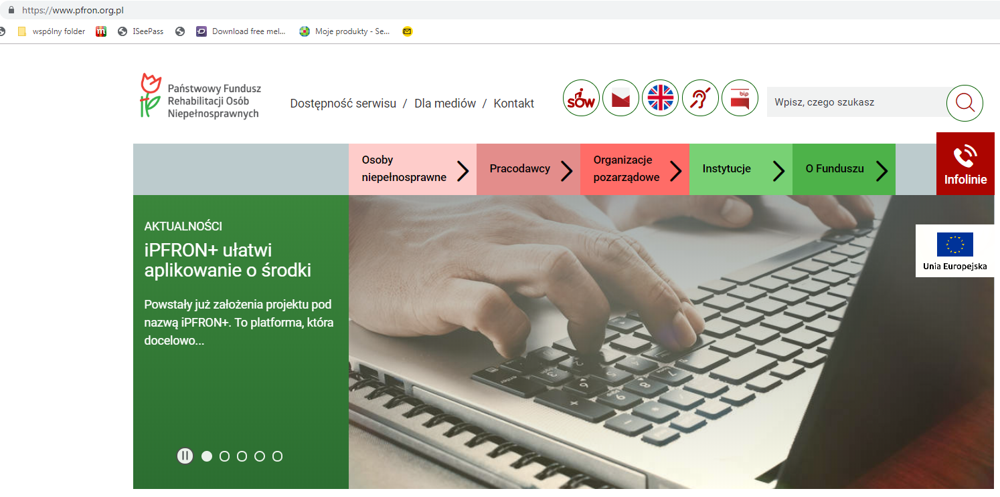 https://www.pfron.org.pl
wspólny folder
m
ISeePass
Download free mel...
Moje produkty - Se...
Państwowy Fundusz
Rehabilitacji Osób
Niepełnosprawnych
Dostępność serwisu / Dla mediów / Kontakt
SOW
bip
Wpisz, czego szukasz
Osoby
niepełnosprawne
Pracodawcy
Organizacje
pozarządowe
Instytucje
O Funduszu
Infolinie
AKTUALNOŚCI
iPFRON+ ułatwi
aplikowanie o środki
Powstały już założenia projektu pod
nazwą iPFRON+. To platforma, która
docelowo...
Unia Europejska
enter